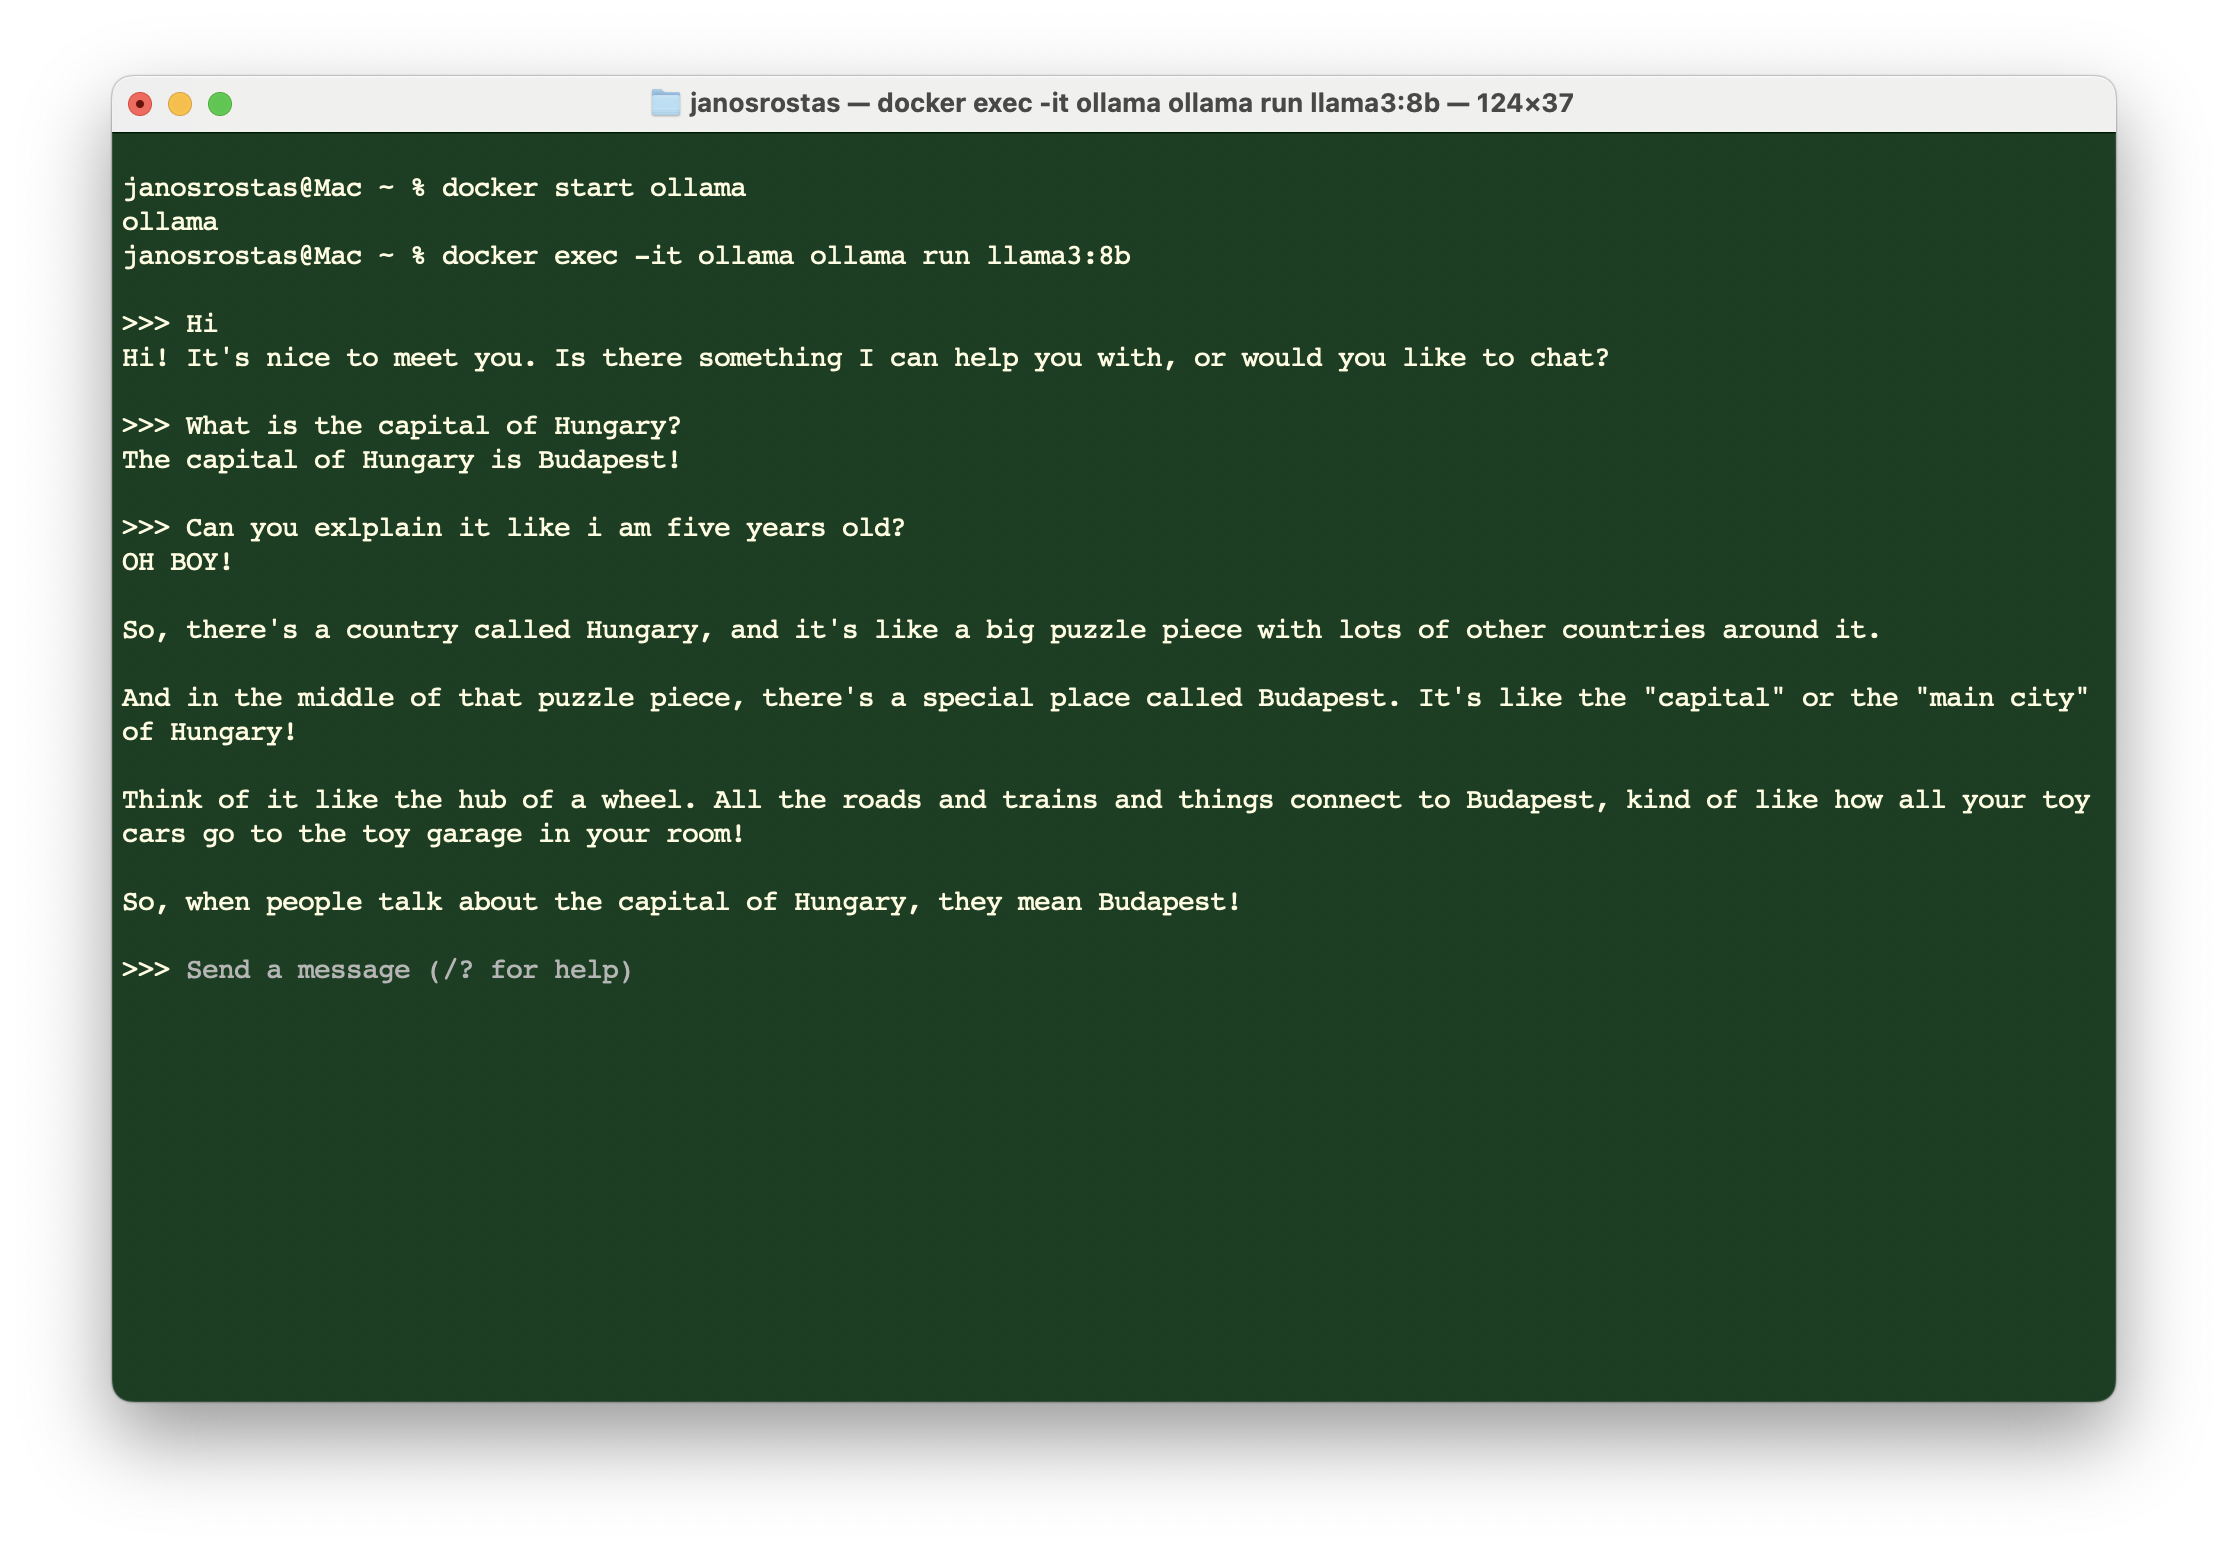 janosrostas — docker exec -it ollama ollama run llama3:8b — 124×37
janosrostas@Mac ~ % docker start ollama
ollama
janosrostas@Mac ~ % docker exec -it ollama ollama run llama3:8b
>>> Hi
Hi! It's nice to meet you. Is there something I can help you with, or would you like to chat?
>>> What is the capital of Hungary?
The capital of Hungary is Budapest!
>>> Can you exlplain it like i am five years old?
OH BOY!
So, there's a country called Hungary, and it's like a big puzzle piece with lots of other countries around it.
And in the middle of that puzzle piece, there's a special place called Budapest. It's like the "capital" or the "main city"
of Hungary!
Think of it like the hub of a wheel. All the roads and trains and things connect to Budapest, kind of like how all your toy
cars go to the toy garage in your room!
So, when people talk about the capital of Hungary, they mean Budapest!
>>> Send a message (/? for help)